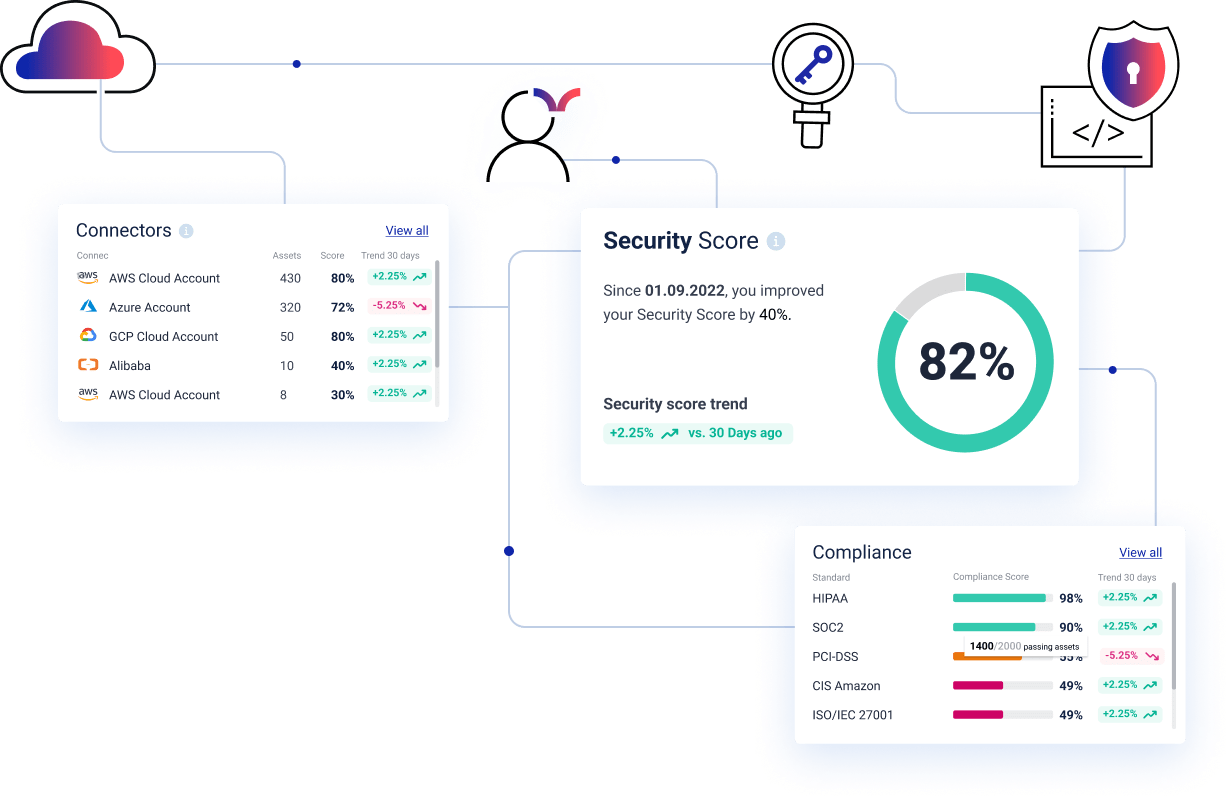 </>
Connectors i View all
Connec Assets Score Trend 30 days
aws AWS Cloud Account 430 80% +2.25%
Azure Account 320 72% -5.25%
GCP Cloud Account 50 80% +2.25%
Alibaba 10 40% +2.25%
aws AWS Cloud Account 8 30% +2.25%
Security Score i
Since 01.09.2022, you improved
your Security Score by 40%.
82%
Security score trend
+2.25% vs. 30 Days ago
Compliance View all
Standard Compliance Score Trend 30 days
HIPAA 98% +2.25%
SOC2 90% +2.25%
1400/2000 passing assets
PCI-DSS 55% -5.25%
CIS Amazon 49% +2.25%
ISO/IEC 27001 49% +2.25%